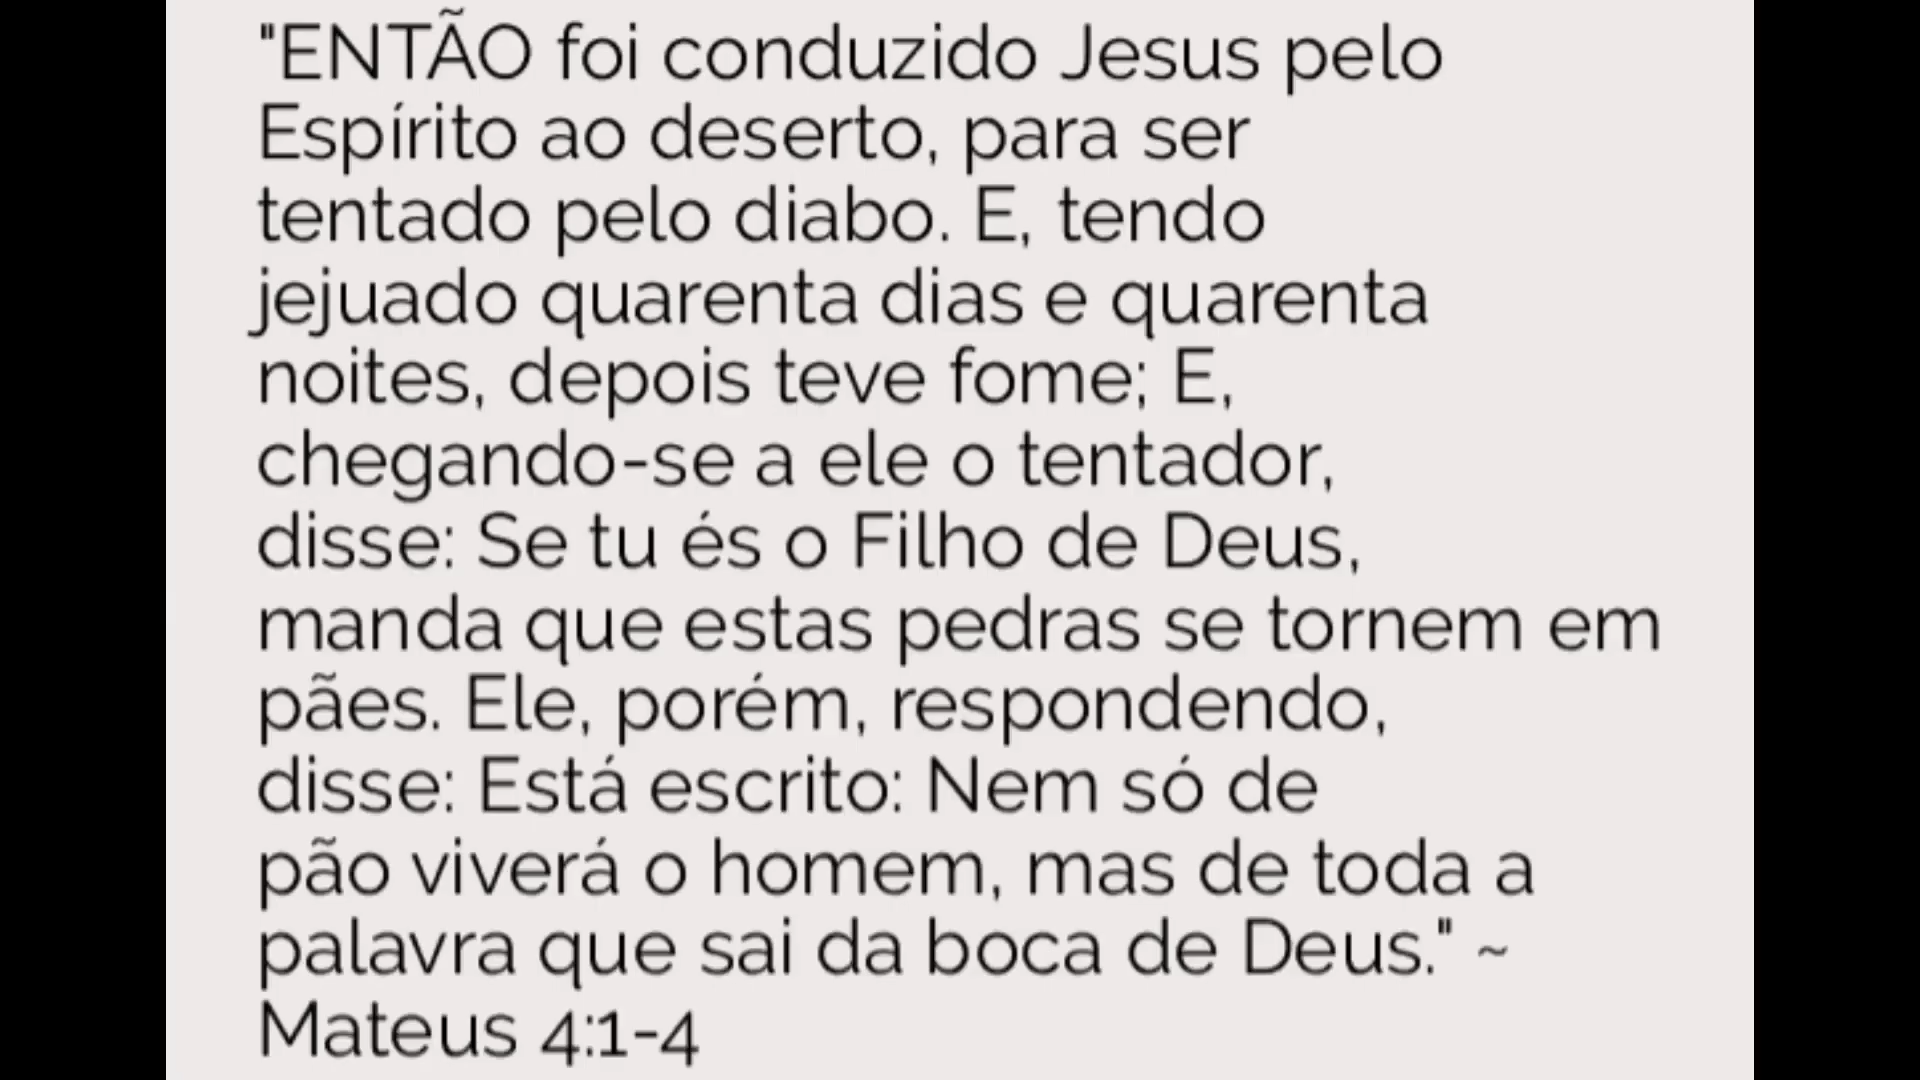 "ENTÃO foi conduzido Jesus pelo
Espírito ao deserto, para ser
tentado pelo diabo. E, tendo
jejuado quarenta dias e quarenta
noites, depois teve fome; E,
chegando-se a ele o tentador,
disse: Se tu és o Filho de Deus,
manda que estas pedras se tornem em
pães. Ele, porém, respondendo,
disse: Está escrito: Nem só de
pão viverá o homem, mas de toda a
palavra que sai da boca de Deus." ~
Mateus 4:1-4